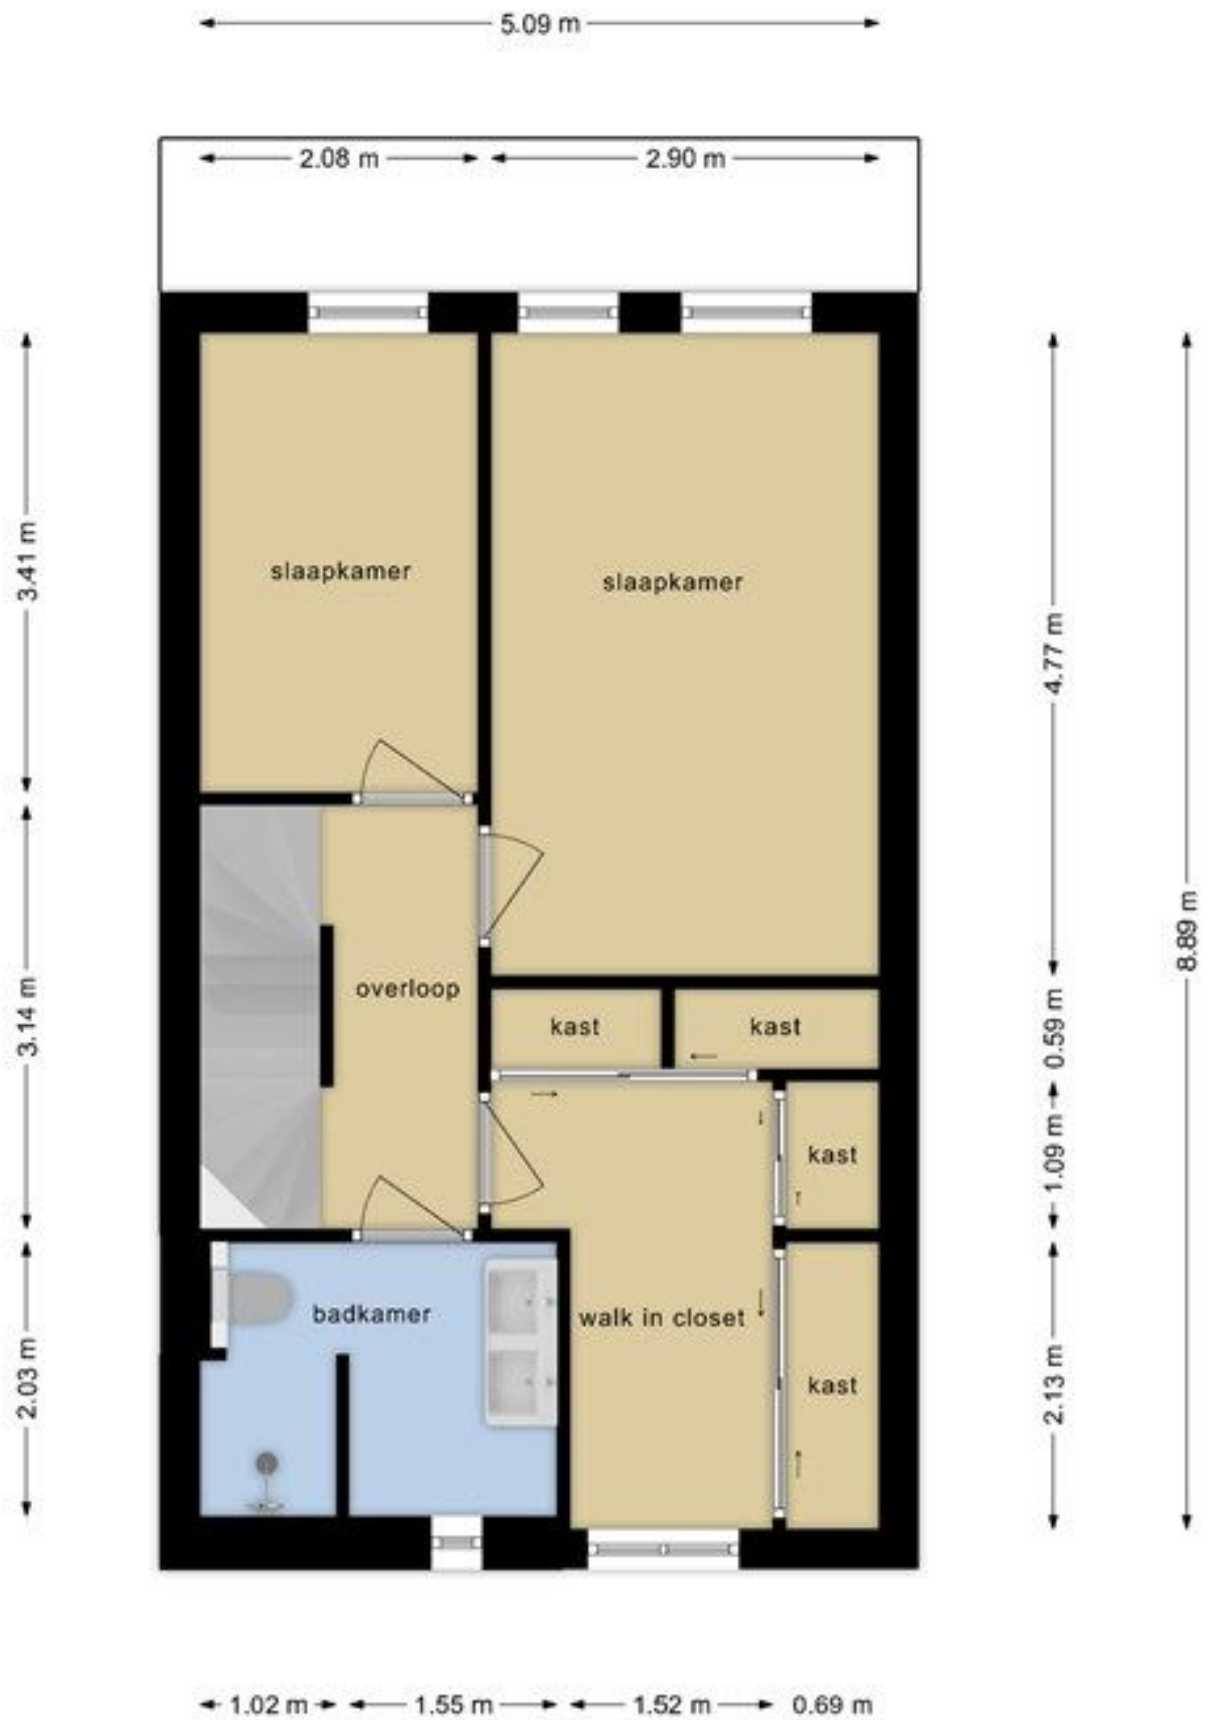 5.09 m
2.08 m
2.90 m
3.41 m
slaapkamer
slaapkamer
4.77 m
8.89 m
3.14 m
overloop
kast
kast
0.59 m
1.09 m
kast
2.03 m
badkamer
walk in closet
2.13 m
kast
1.02 m
1.55 m
1.52 m
0.69 m